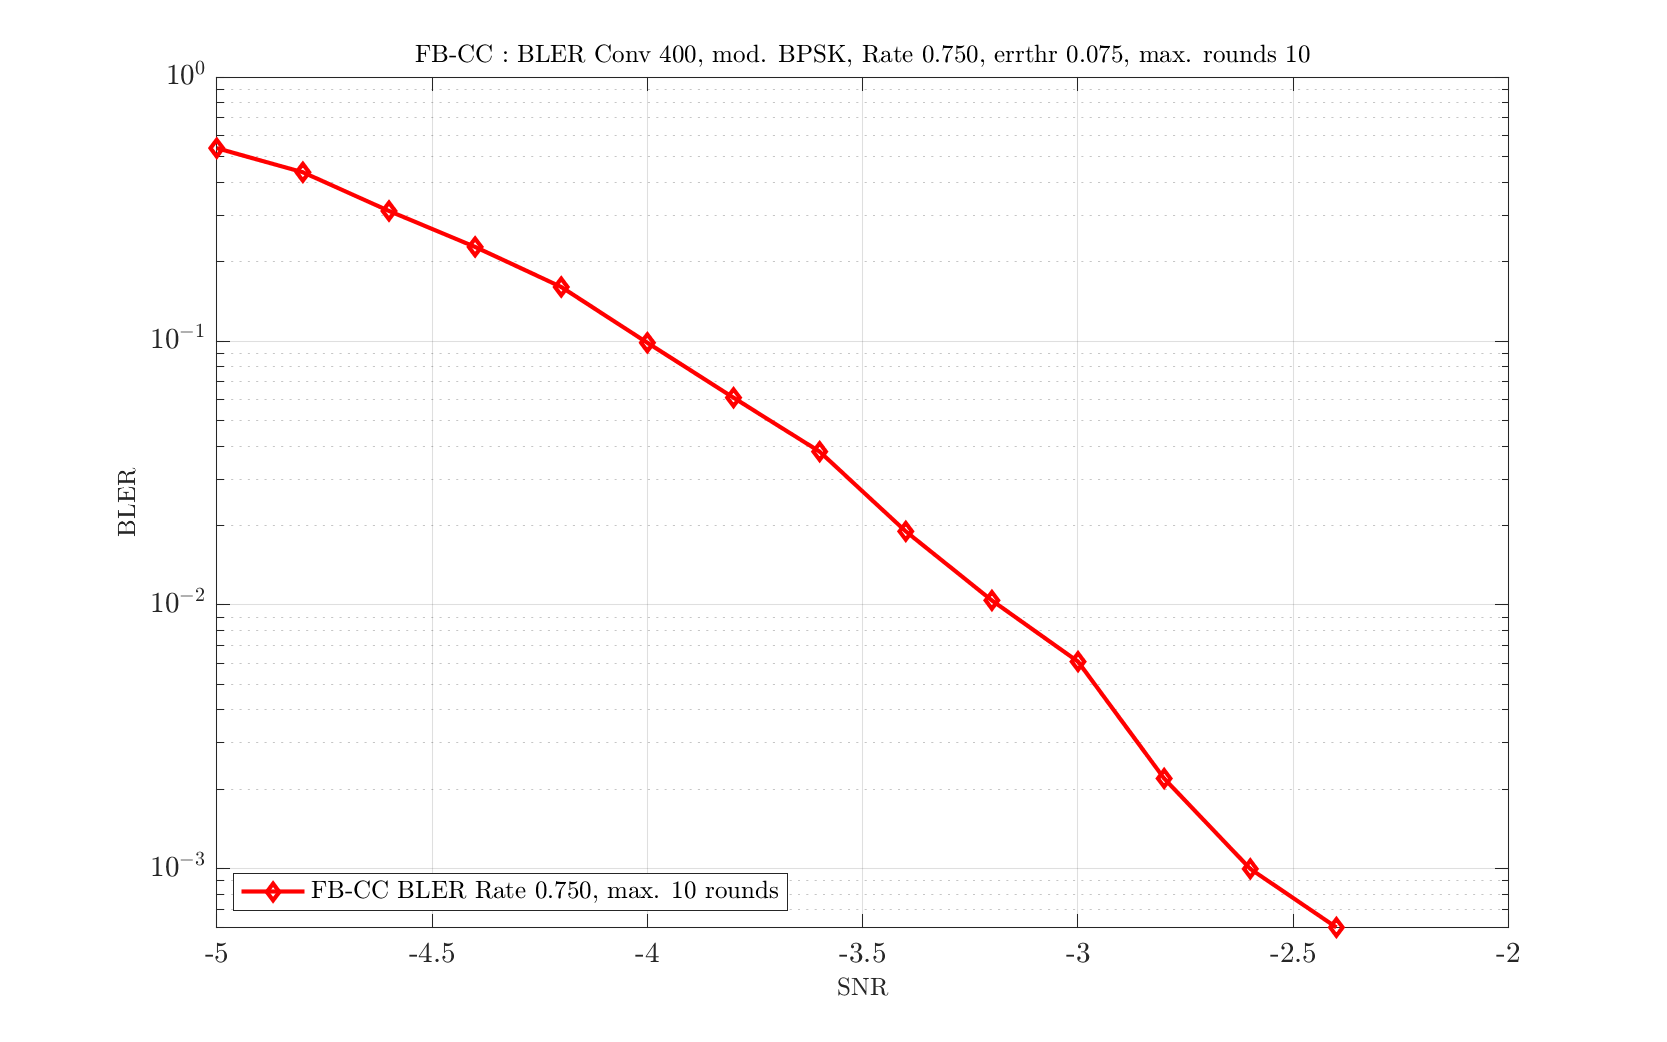 FB-CC : BLER Conv 400, mod. BPSK, Rate 0.750, errthr 0.075, max. rounds 10
10^0
10^{-1}
10^{-2}
10^{-3}
BLER
FB-CC BLER Rate 0.750, max. 10 rounds
-5 -4.5 -4 -3.5 -3 -2.5 -2
SNR